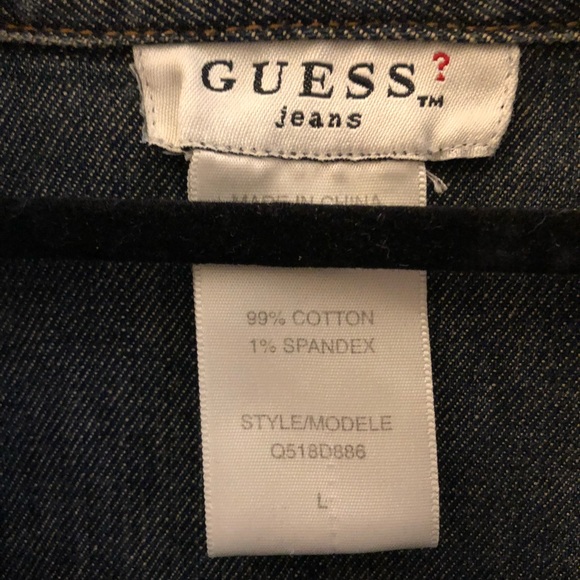 GUESS?™
jeans
MADE IN CHINA
99% COTTON
1% SPANDEX
STYLE/MODELE
Q518D886
L